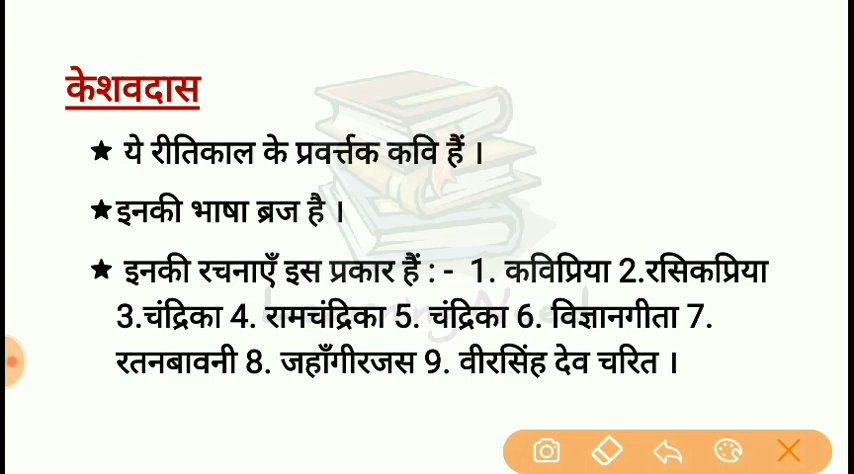 केशवदास
★ ये रीतिकाल के प्रवर्त्तक कवि हैं ।
★इनकी भाषा ब्रज है ।
★ इनकी रचनाएँ इस प्रकार हैं : - 1. कविप्रिया 2.रसिकप्रिया
3.चंद्रिका 4. रामचंद्रिका 5. चंद्रिका 6. विज्ञानगीता 7.
रतनबावनी 8. जहाँगीरजस 9. वीरसिंह देव चरित ।